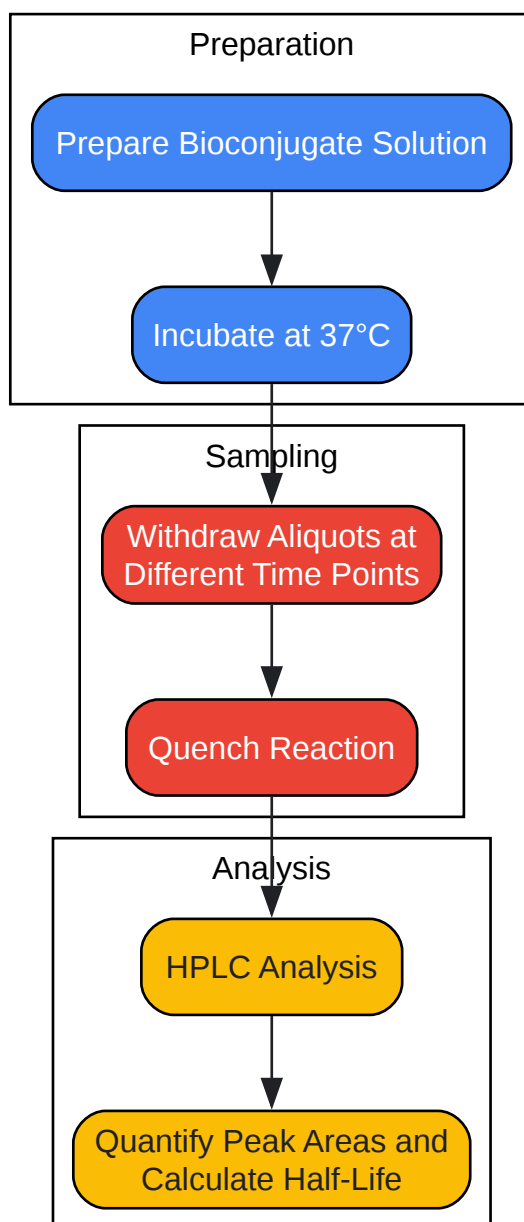 Preparation
Prepare Bioconjugate Solution
Incubate at 37°C
Sampling
Withdraw Aliquots at
Different Time Points
Quench Reaction
Analysis
HPLC Analysis
Quantify Peak Areas and
Calculate Half-Life